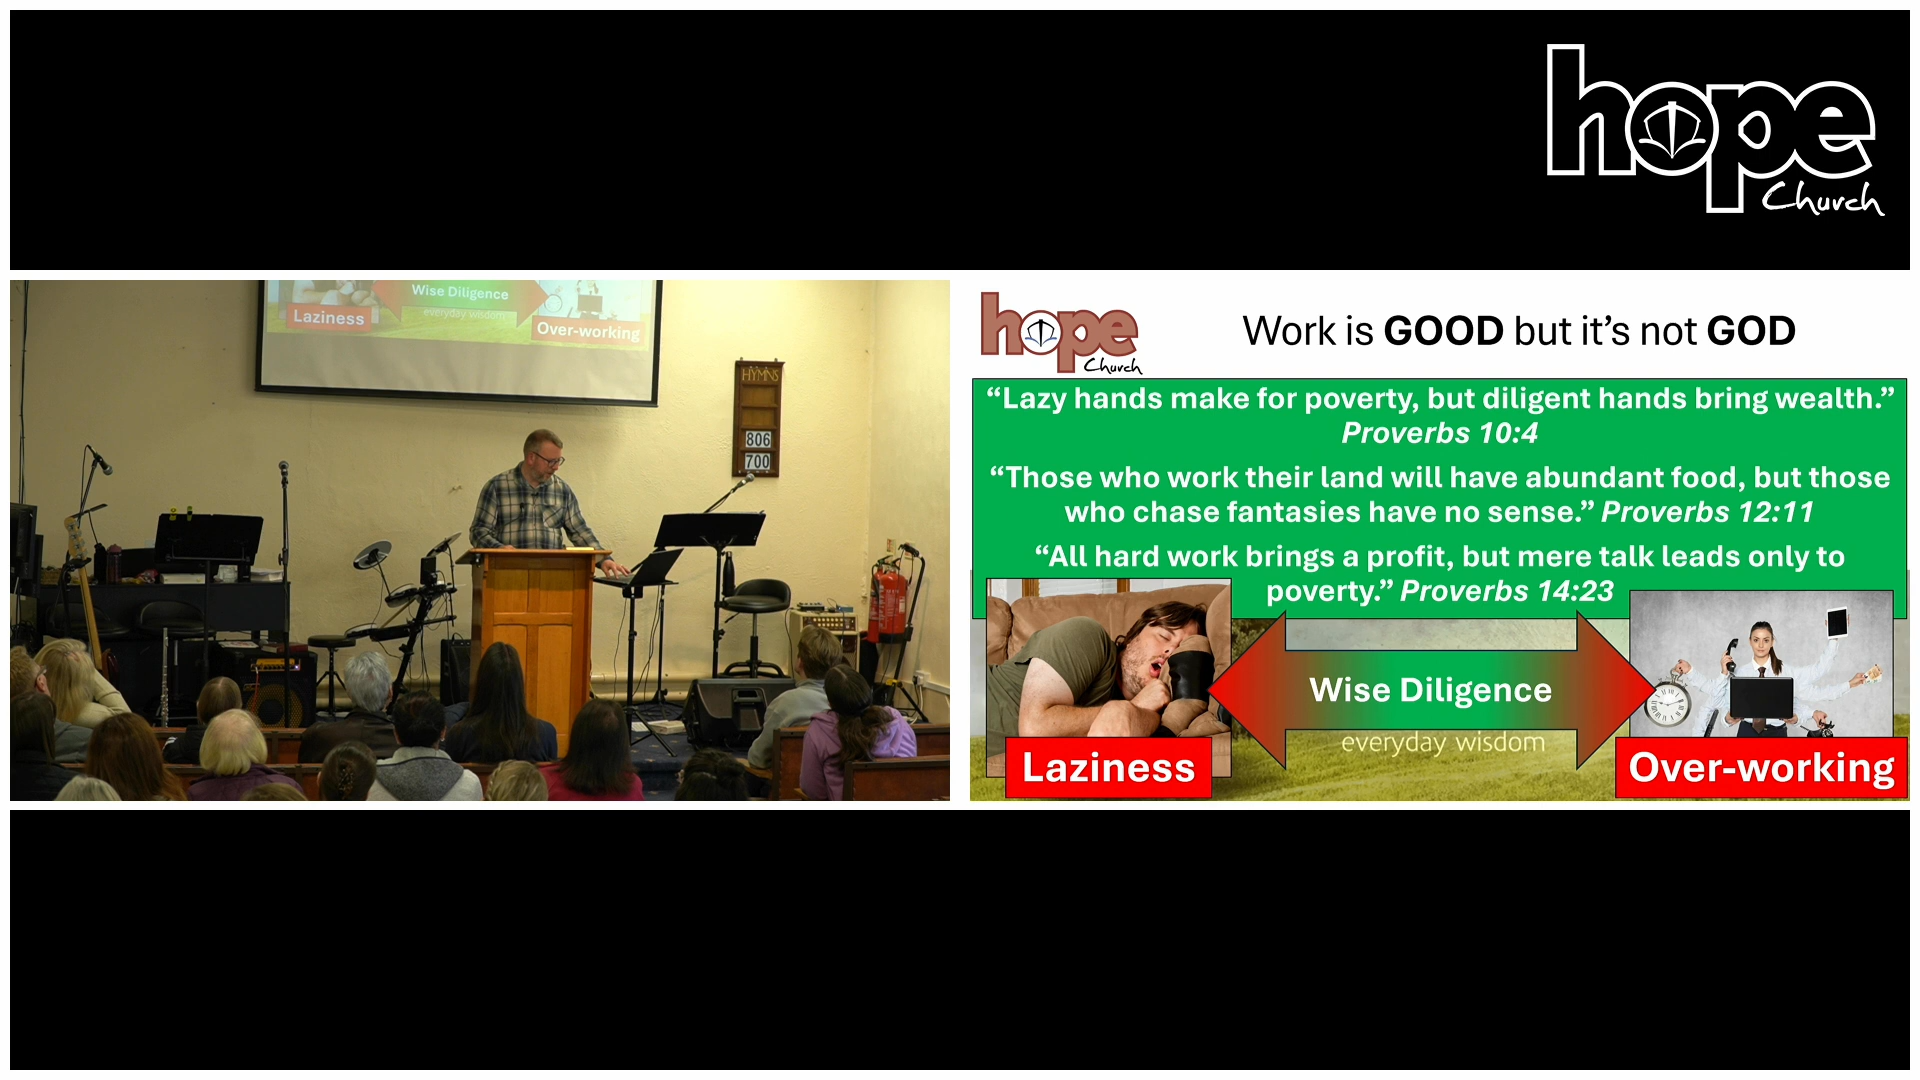 hope
Church
Wise Diligence
everyday wisdom
Laziness
Over-working
HYMNS
806
700
hope
Church
Work is GOOD but it’s not GOD
“Lazy hands make for poverty, but diligent hands bring wealth.”
Proverbs 10:4
“Those who work their land will have abundant food, but those
who chase fantasies have no sense.” Proverbs 12:11
“All hard work brings a profit, but mere talk leads only to
poverty.” Proverbs 14:23
Wise Diligence
everyday wisdom
Laziness
Over-working